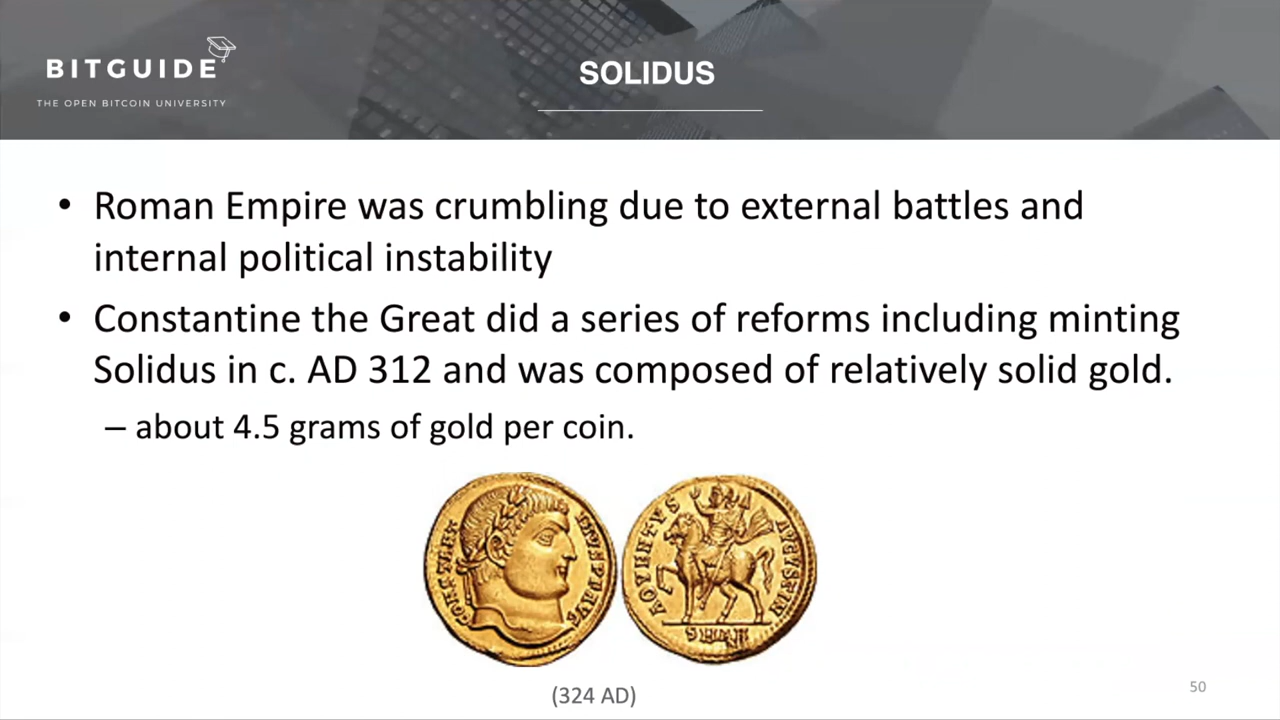 BITGUIDE
THE OPEN BITCOIN UNIVERSITY
SOLIDUS
• Roman Empire was crumbling due to external battles and
internal political instability
• Constantine the Great did a series of reforms including minting
Solidus in c. AD 312 and was composed of relatively solid gold.
– about 4.5 grams of gold per coin.
ADVENTVS
(324 AD)
50